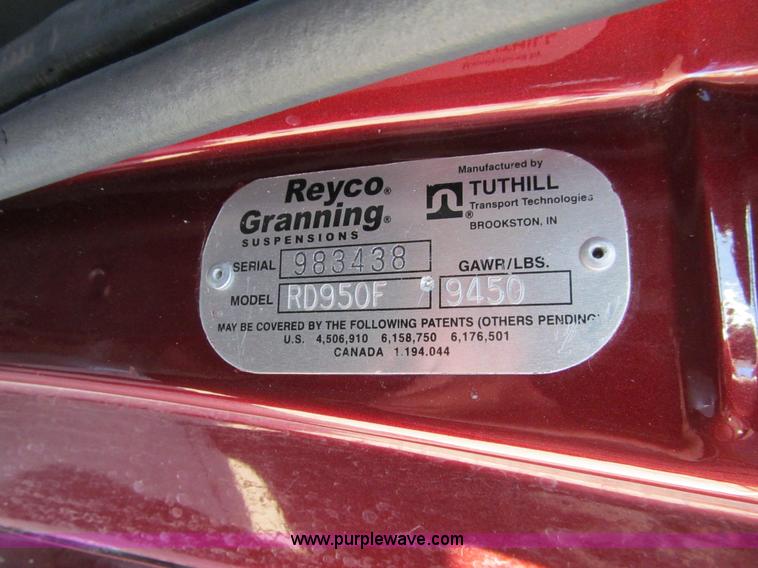 Reyco®
Granning®
SUSPENSIONS
Manufactured by
TUTHILL
Transport Technologies
®
BROOKSTON, IN
SERIAL 983438
GAWR/LBS.
MODEL RD950F 9450
MAY BE COVERED BY THE FOLLOWING PATENTS (OTHERS PENDING)
U.S. 4,506,910 6,158,750 6,176,501
CANADA 1.194.044
www.purplewave.com